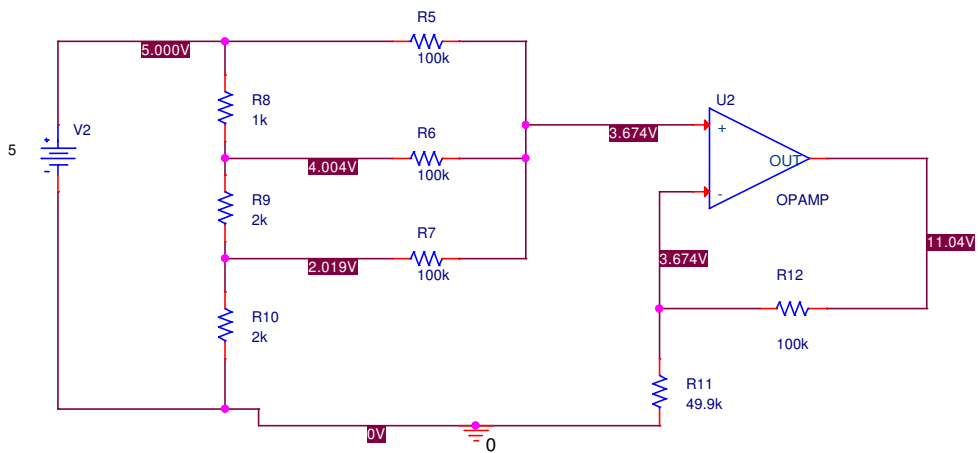 R5
5.000V
100k
R8
1k
U2
V2
5
R6
3.674V
+
4.004V
100k
OUT
R9
2k
-
OPAMP
R7
11.04V
3.674V
2.019V
100k
R12
R10
2k
100k
R11
49.9k
0V
0